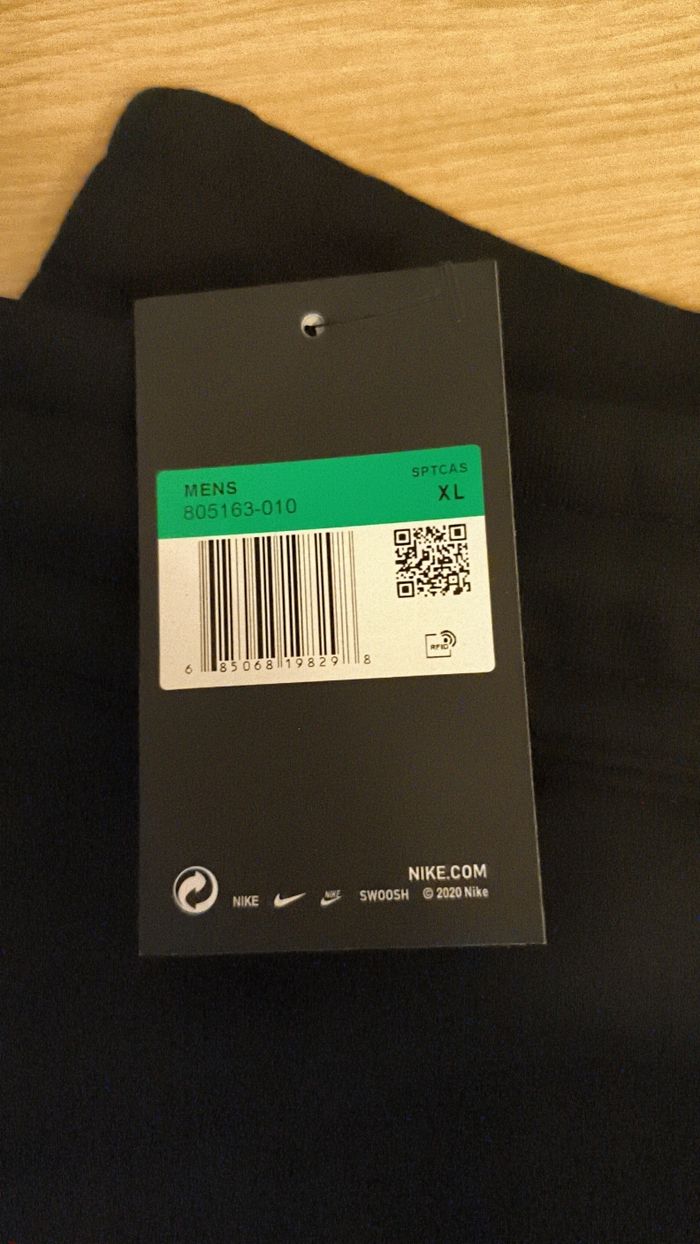 MENS
805163-010
SPTCAS
XL
6 85068 19829 8
RFID
NIKE.COM
NIKE NIKE SWOOSH © 2020 Nike